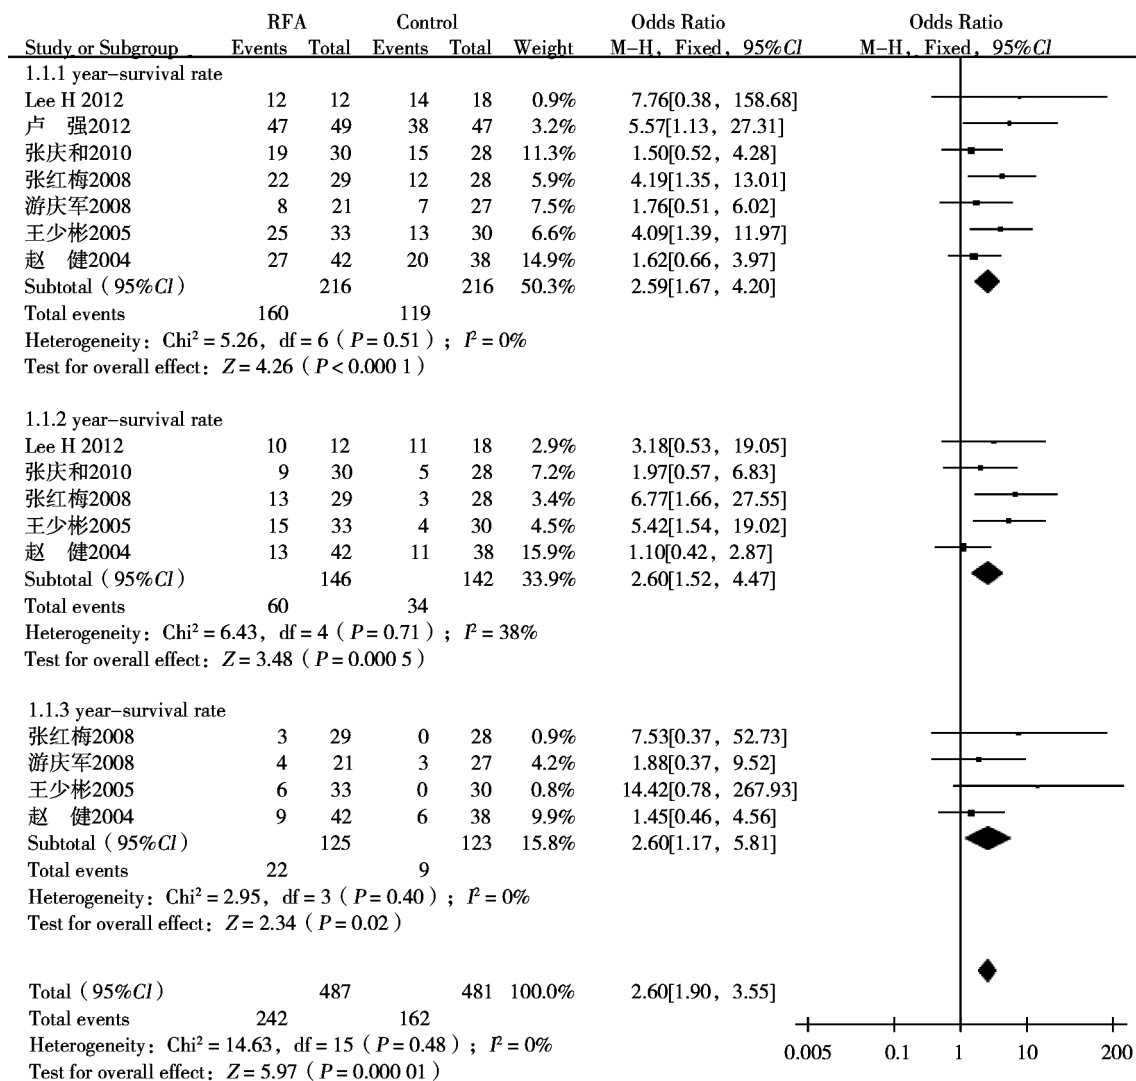 RFA Control Odds Ratio Odds Ratio
Study or Subgroup Events Total Events Total Weight M-H, Fixed, 95%CI M-H, Fixed, 95%CI
1.1.1 year-survival rate
Lee H 2012 12 12 14 18 0.9% 7.76[0.38, 158.68]
卢 强2012 47 49 38 47 3.2% 5.57[1.13, 27.31]
张庆和2010 19 30 15 28 11.3% 1.50[0.52, 4.28]
张红梅2008 22 29 12 28 5.9% 4.19[1.35, 13.01]
游庆军2008 8 21 7 27 7.5% 1.76[0.51, 6.02]
王少彬2005 25 33 13 30 6.6% 4.09[1.39, 11.97]
赵 健2004 27 42 20 38 14.9% 1.62[0.66, 3.97]
Subtotal (95%CI) 216 216 50.3% 2.59[1.67, 4.20]
Total events 160 119
Heterogeneity: Chi² = 5.26, df = 6 (P = 0.51); I² = 0%
Test for overall effect: Z = 4.26 (P < 0.000 1)
1.1.2 year-survival rate
Lee H 2012 10 12 11 18 2.9% 3.18[0.53, 19.05]
张庆和2010 9 30 5 28 7.2% 1.97[0.57, 6.83]
张红梅2008 13 29 3 28 3.4% 6.77[1.66, 27.55]
王少彬2005 15 33 4 30 4.5% 5.42[1.54, 19.02]
赵 健2004 13 42 11 38 15.9% 1.10[0.42, 2.87]
Subtotal (95%CI) 146 142 33.9% 2.60[1.52, 4.47]
Total events 60 34
Heterogeneity: Chi² = 6.43, df = 4 (P = 0.71); I² = 38%
Test for overall effect: Z = 3.48 (P = 0.000 5)
1.1.3 year-survival rate
张红梅2008 3 29 0 28 0.9% 7.53[0.37, 52.73]
游庆军2008 4 21 3 27 4.2% 1.88[0.37, 9.52]
王少彬2005 6 33 0 30 0.8% 14.42[0.78, 267.93]
赵 健2004 9 42 6 38 9.9% 1.45[0.46, 4.56]
Subtotal (95%CI) 125 123 15.8% 2.60[1.17, 5.81]
Total events 22 9
Heterogeneity: Chi² = 2.95, df = 3 (P = 0.40); I² = 0%
Test for overall effect: Z = 2.34 (P = 0.02)
Total (95%CI) 487 481 100.0% 2.60[1.90, 3.55]
Total events 242 162
Heterogeneity: Chi² = 14.63, df = 15 (P = 0.48); I² = 0%
Test for overall effect: Z = 5.97 (P = 0.000 01)
0.005 0.1 1 10 200